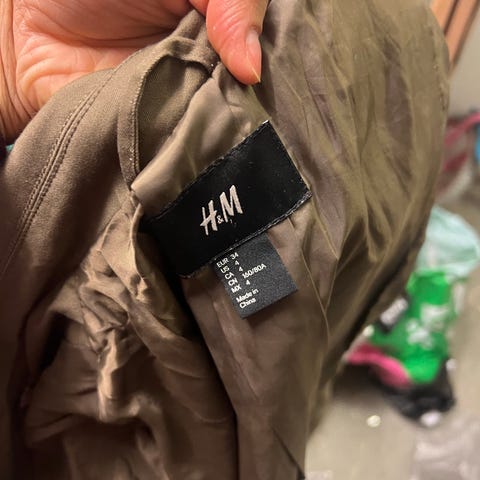 H&M
EUR 34
US 4
CA 4
CN 160/80A
MX 4
Made in
China